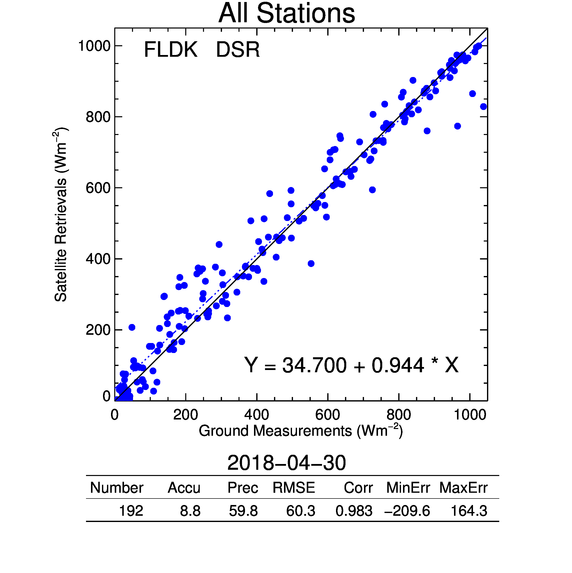 All Stations
FLDK DSR
1000
800
600
400
200
0
Satellite Retrievals (Wm−2)
Y = 34.700 + 0.944 * X
0 200 400 600 800 1000
Ground Measurements (Wm−2)
2018−04−30
Number Accu Prec RMSE Corr MinErr MaxErr
192 8.8 59.8 60.3 0.983 −209.6 164.3